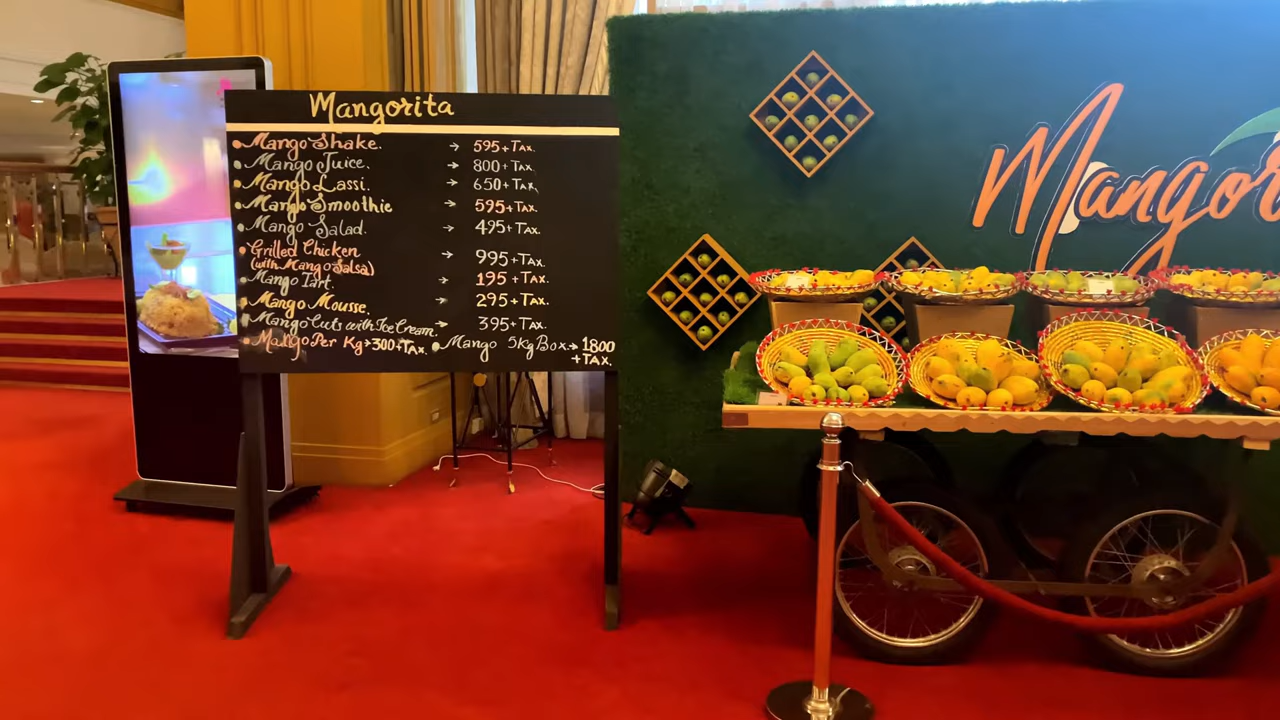 Mangorita
Mango Shake. → 595+Tax.
Mango Juice. → 800+Tax.
Mango Lassi. → 650+Tax.
Mango Smoothie → 595+Tax.
Mango Salad. → 495+Tax.
Grilled Chicken → 995+Tax.
(with Mango Salsa)
Mango Tart. → 195+Tax.
Mango Mousse. → 295+Tax.
Mango Cuts with Ice Cream. → 395+Tax.
Mango Per Kg→300+Tax. Mango 5Kg Box.→1800
+TAX.
Mangor